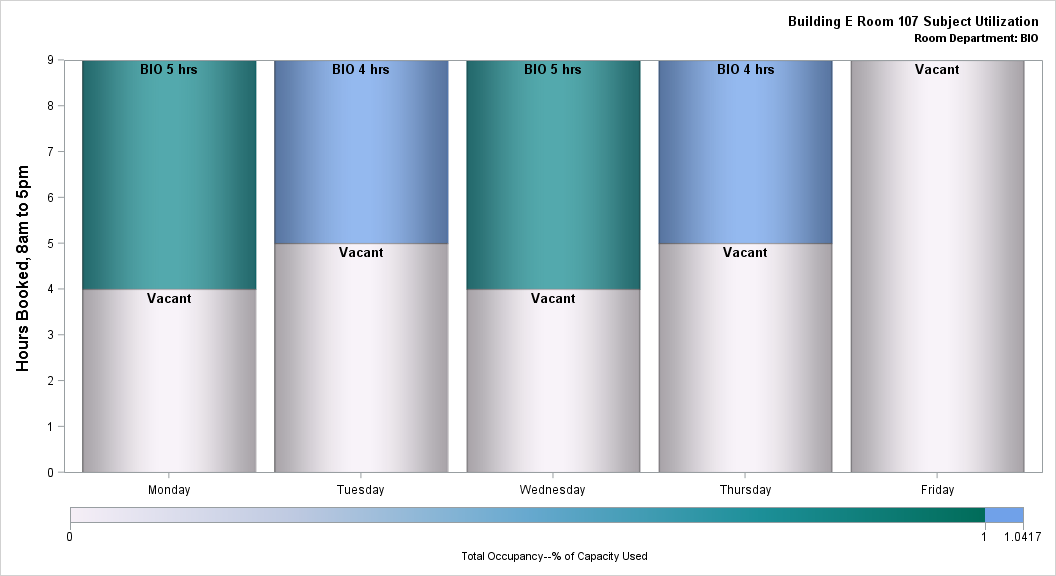 Building E Room 107 Subject Utilization
Room Department: BIO
Hours Booked, 8am to 5pm
9
8
7
6
5
4
3
2
1
0
BIO 5 hrs
BIO 4 hrs
BIO 5 hrs
BIO 4 hrs
Vacant
Vacant
Vacant
Vacant
Vacant
Monday
Tuesday
Wednesday
Thursday
Friday
0
1
1.0417
Total Occupancy--% of Capacity Used